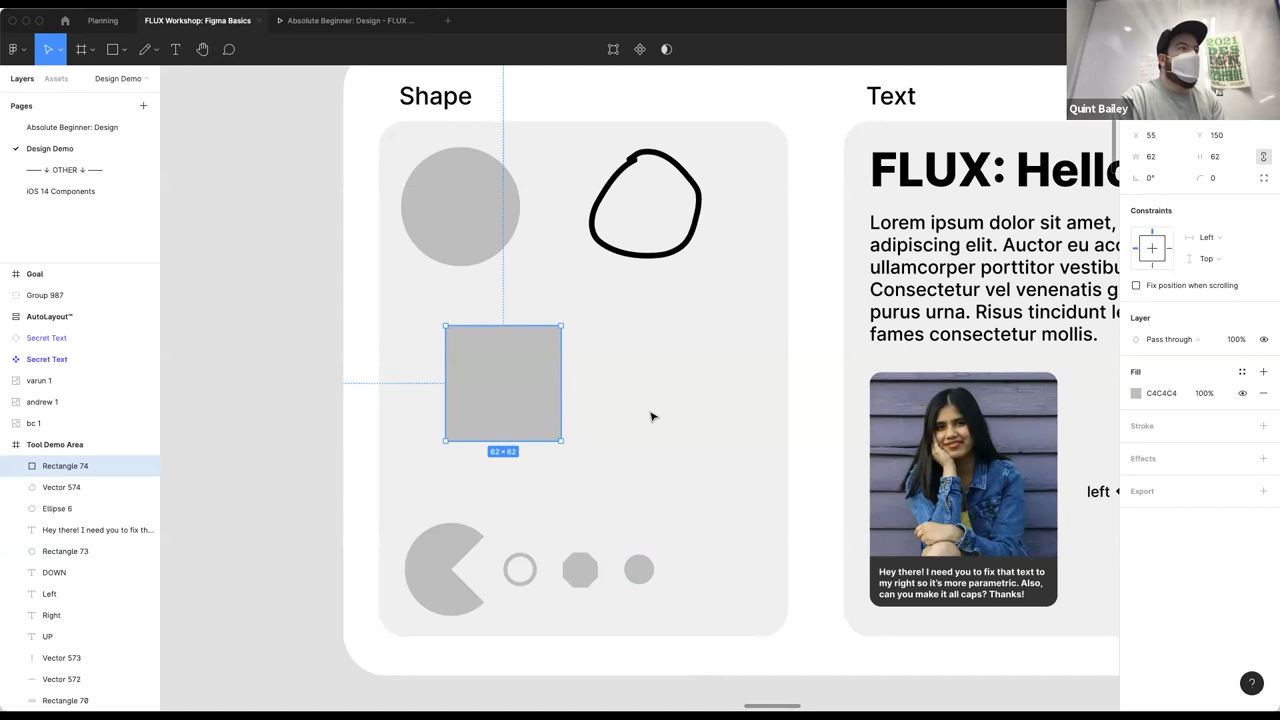 Planning
FLUX Workshop: Figma Basics
Absolute Beginner: Design - FLUX ...
Layers
Assets
Design Demo
Pages
Absolute Beginner: Design
Design Demo
↓ OTHER ↓
iOS 14 Components
Goal
Group 987
AutoLayout™
Secret Text
Secret Text
varun 1
andrew 1
bc 1
Tool Demo Area
Rectangle 74
Vector 574
Ellipse 6
Hey there! I need you to fix th...
Rectangle 73
DOWN
Left
Right
UP
Vector 573
Vector 572
Rectangle 70
Shape
62 × 62
Text
FLUX: Hello
Lorem ipsum dolor sit amet,
adipiscing elit. Auctor eu
ullamcorper porttitor
Consectetur vel venenatis
purus urna. Risus tincidunt
fames consectetur mollis.
left
Hey there! I need you to fix that text to
my right so it's more parametric. Also,
can you make it all caps? Thanks!
2021
Quint Bailey
X 55 Y 150
W 62 H 62
0° 0
Constraints
Left
Top
Fix position when scrolling
Layer
Pass through 100%
Fill
C4C4C4 100%
Stroke
Effects
Export
?